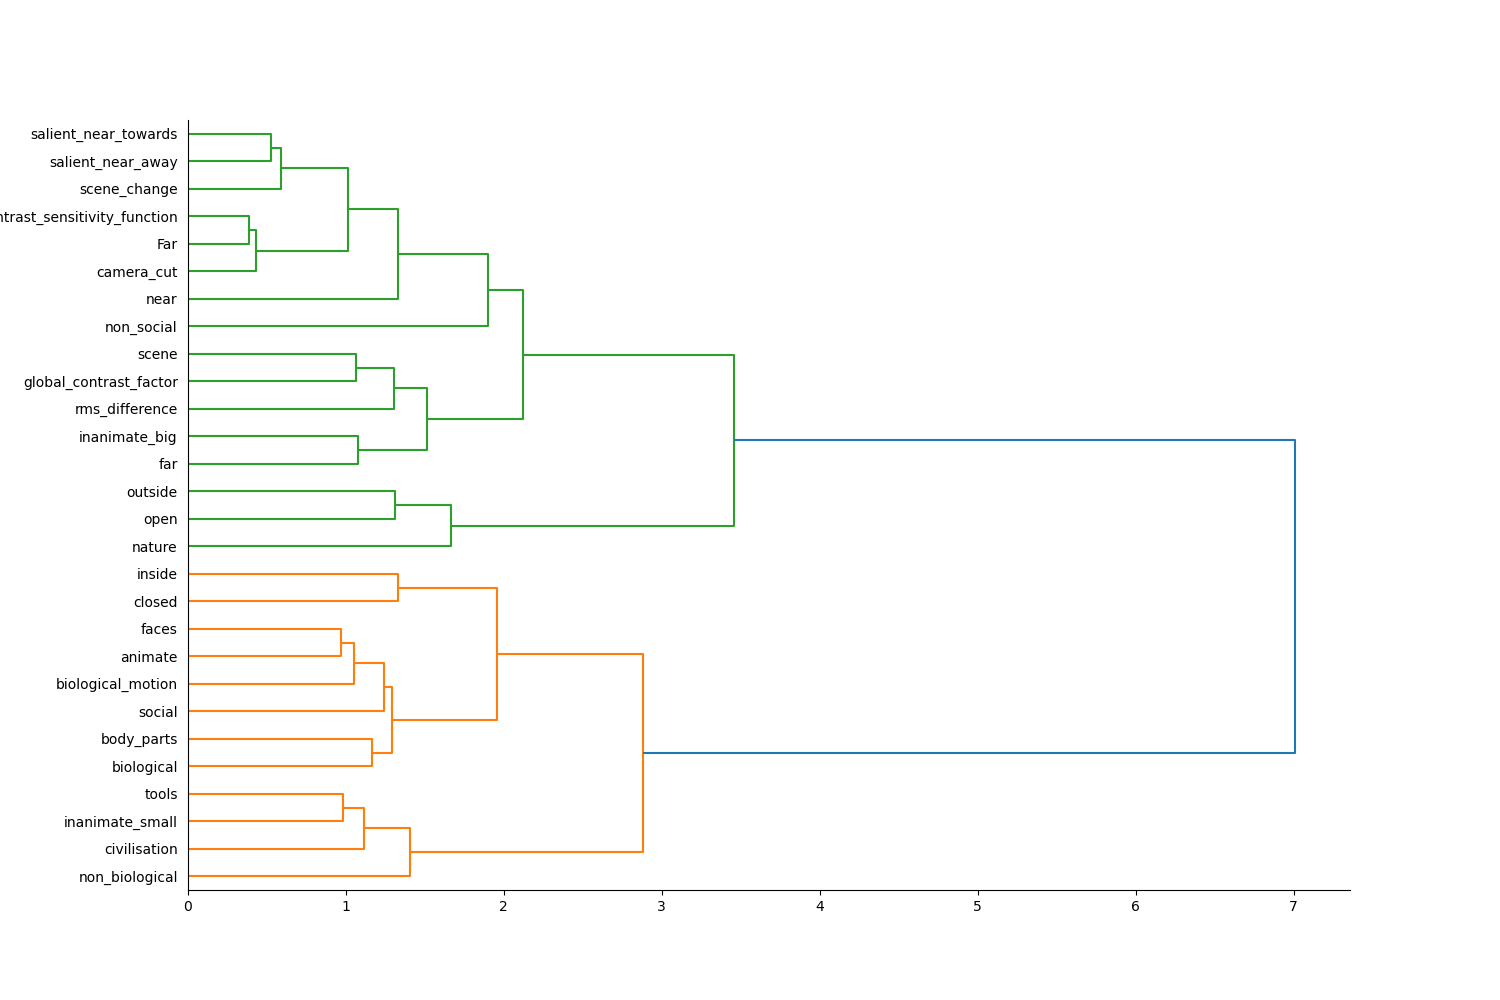 salient_near_towards
salient_near_away
scene_change
ntrast_sensitivity_function
Far
camera_cut
near
non_social
scene
global_contrast_factor
rms_difference
inanimate_big
far
outside
open
nature
inside
closed
faces
animate
biological_motion
social
body_parts
biological
tools
inanimate_small
civilisation
non_biological
0 1 2 3 4 5 6 7